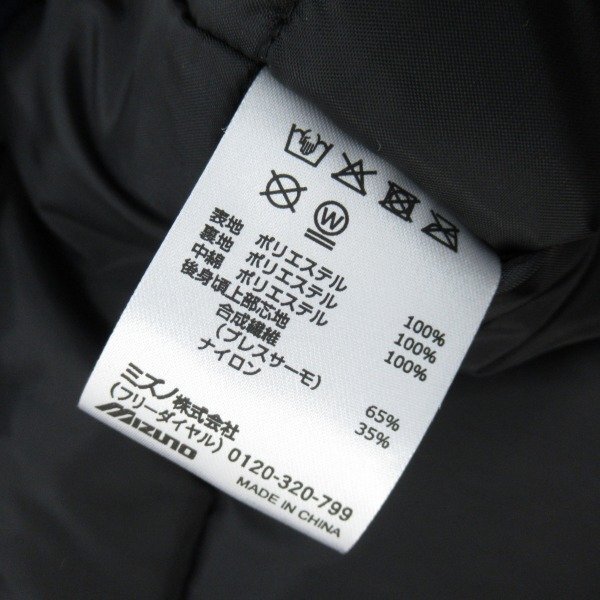 W
表地 ポリエステル 100%
裏地 ポリエステル 100%
中綿 ポリエステル 100%
後身頃上部芯地
合成繊維
(ブレスサーモ) 65%
ナイロン 35%
ミズノ株式会社
(フリーダイヤル) 0120-320-799
Mizuno
MADE IN CHINA